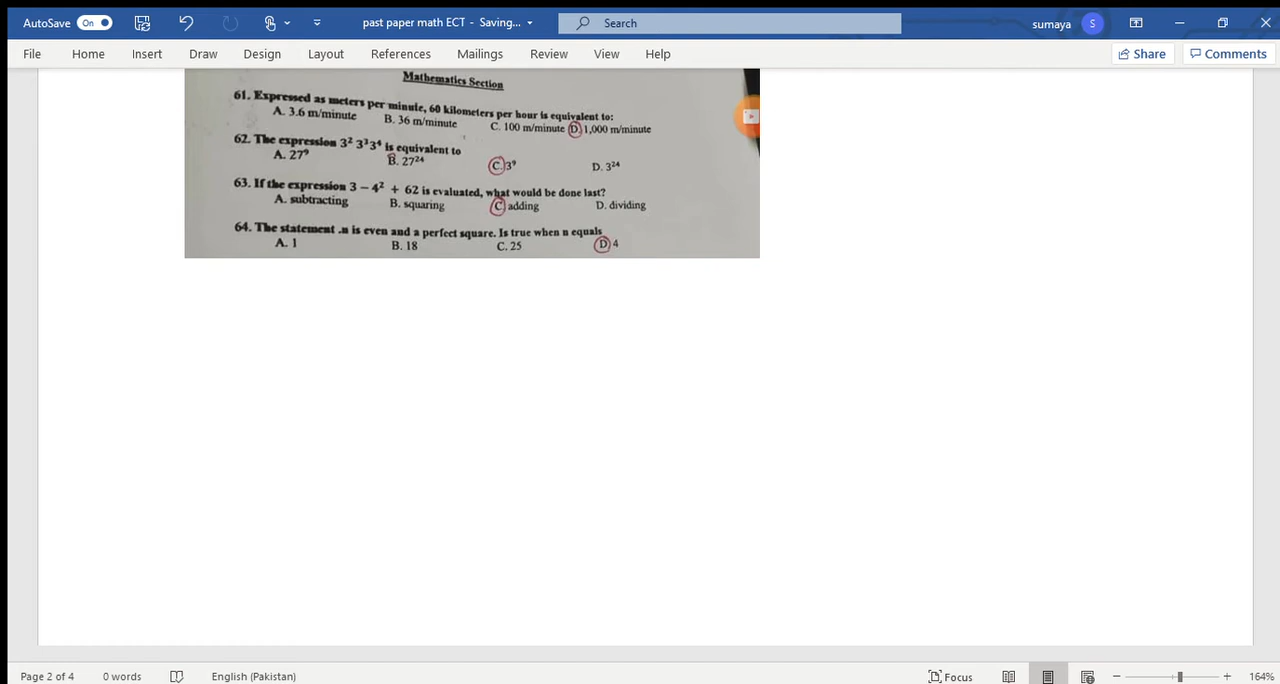 AutoSave On past paper math ECT - Saving... Search sumaya S
File Home Insert Draw Design Layout References Mailings Review View Help Share Comments
Mathematics Section
61. Expressed as meters per minute, 60 kilometers per hour is equivalent to:
A. 3.6 m/minute B. 36 m/minute C. 100 m/minute D. 1,000 m/minute
62. The expression 3² 3³3⁴ is equivalent to
A. 27⁹ B. 27²⁴ C. 3⁹ D. 3²⁴
63. If the expression 3 – 4² + 62 is evaluated, what would be done last?
A. subtracting B. squaring C adding D. dividing
64. The statement .n is even and a perfect square. Is true when n equals
A. 1 B. 18 C. 25 D 4
Page 2 of 4 0 words English (Pakistan) Focus 164%